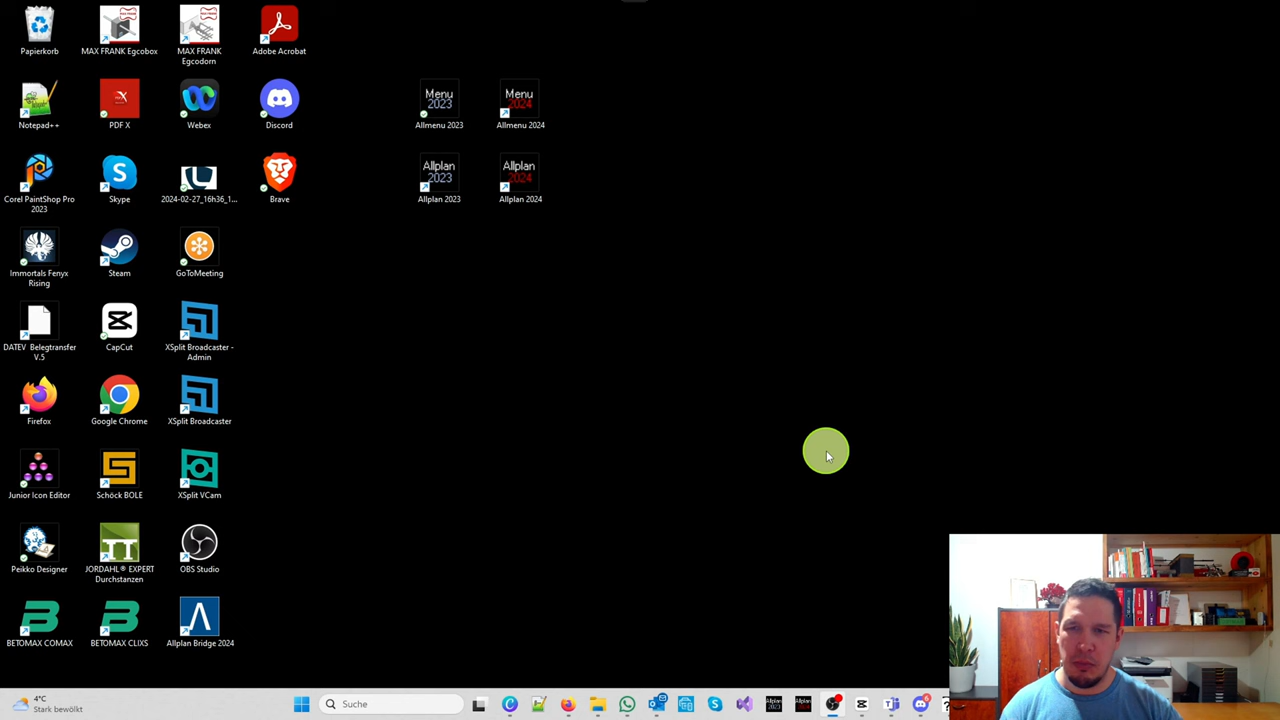 Papierkorb
MAX FRANK Egcobox
MAX FRANK
Egcodorn
Adobe Acrobat
Notepad++
PDF X
Webex
Discord
Menu
2023
Allmenu 2023
Menu
2024
Allmenu 2024
Corel PaintShop Pro
2023
Skype
2024-02-27_16h36_1...
Brave
Allplan
2023
Allplan 2023
Allplan
2024
Allplan 2024
Immortals Fenyx
Rising
Steam
GoToMeeting
DATEV Belegtransfer
V.5
CapCut
XSplit Broadcaster -
Admin
Firefox
Google Chrome
XSplit Broadcaster
Junior Icon Editor
Schöck BOLE
XSplit VCam
Peikko Designer
JORDAHL® EXPERT
Durchstanzen
OBS Studio
BETOMAX COMAX
BETOMAX CLIXS
Allplan Bridge 2024
4°C
Stark bewölkt
Suche